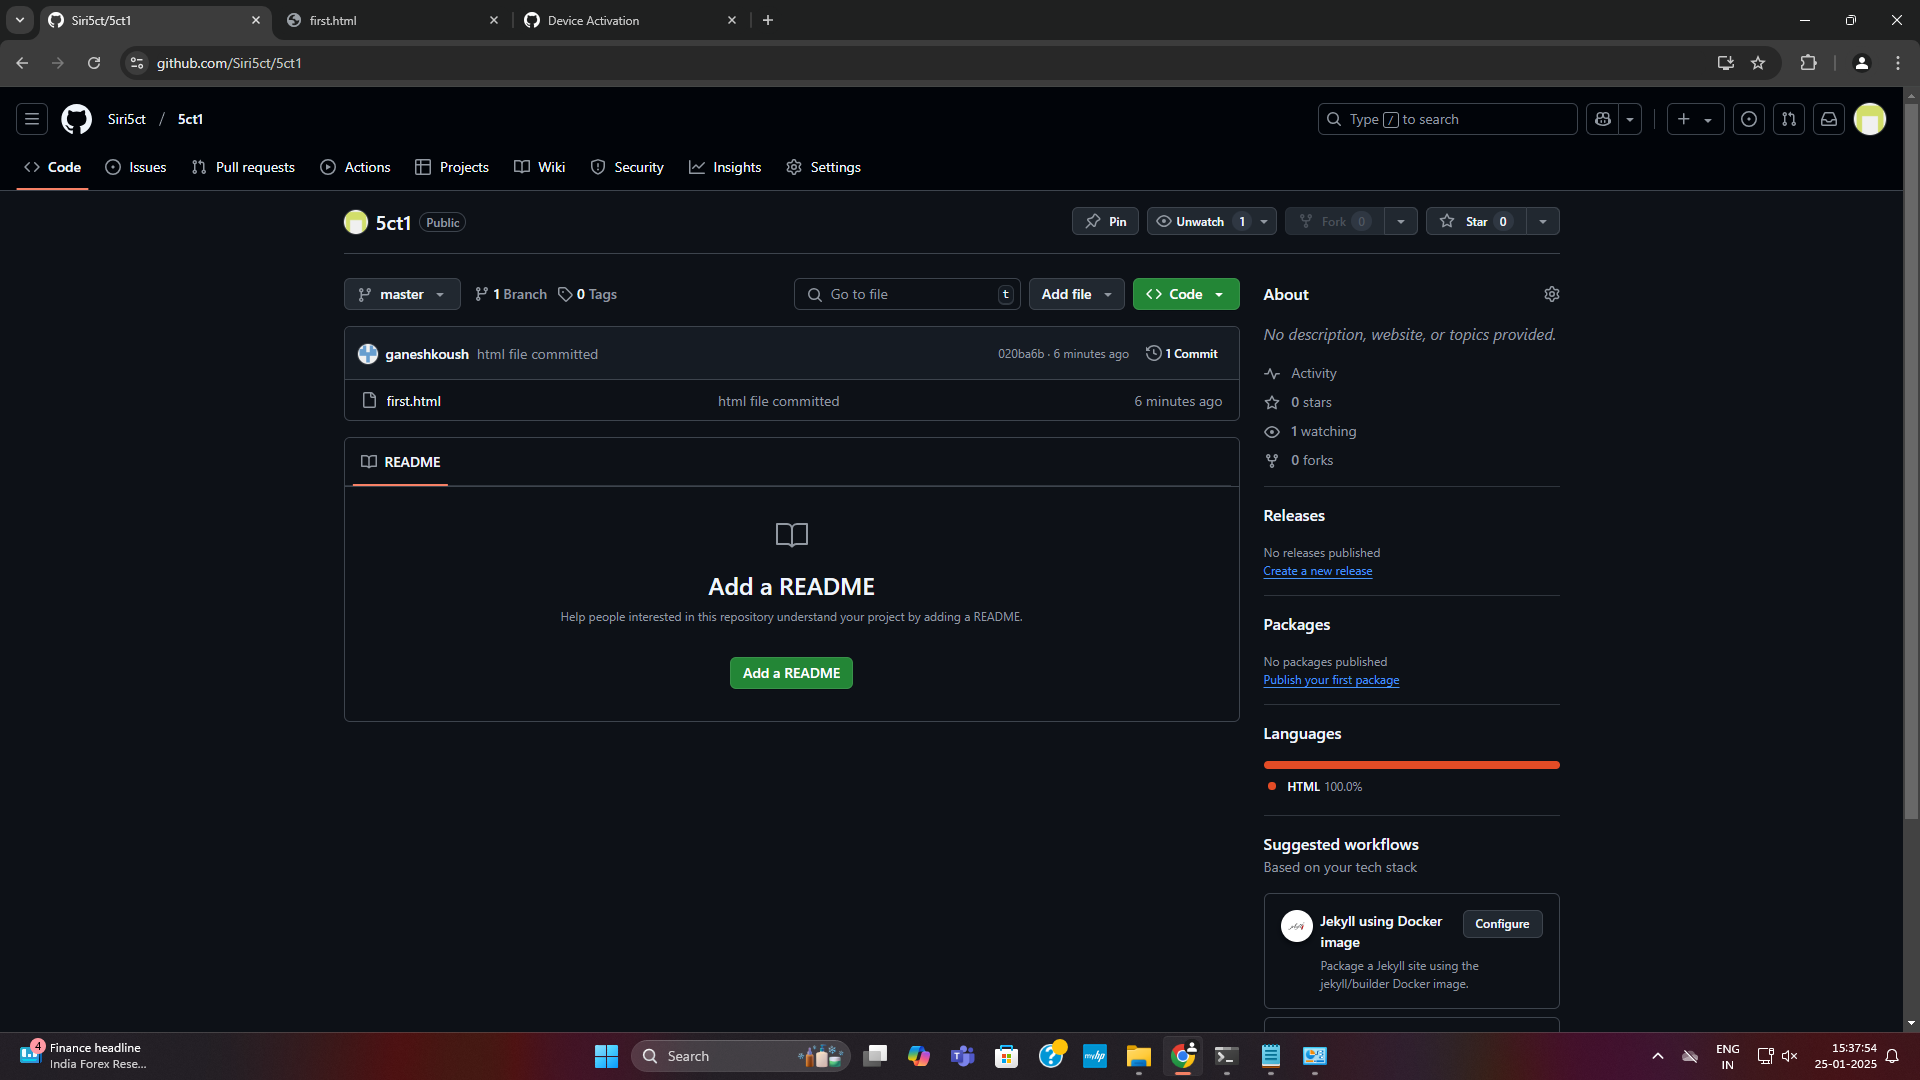 Siri5ct/5ct1
first.html
Device Activation
github.com/Siri5ct/5ct1
Siri5ct / 5ct1
Type / to search
Code
Issues
Pull requests
Actions
Projects
Wiki
Security
Insights
Settings
5ct1 Public
Pin
Unwatch 1
Fork 0
Star 0
master
1 Branch
0 Tags
Go to file t
Add file
Code
ganeshkoush html file committed
020ba6b · 6 minutes ago
1 Commit
first.html
html file committed
6 minutes ago
README
Add a README
Help people interested in this repository understand your project by adding a README.
Add a README
About
No description, website, or topics provided.
Activity
0 stars
1 watching
0 forks
Releases
No releases published
Create a new release
Packages
No packages published
Publish your first package
Languages
HTML 100.0%
Suggested workflows
Based on your tech stack
Jekyll using Docker
image
Configure
Package a Jekyll site using the
jekyll/builder Docker image.
4
Finance headline
India Forex Rese...
Search
myhp
ENG
IN
15:37:54
25-01-2025